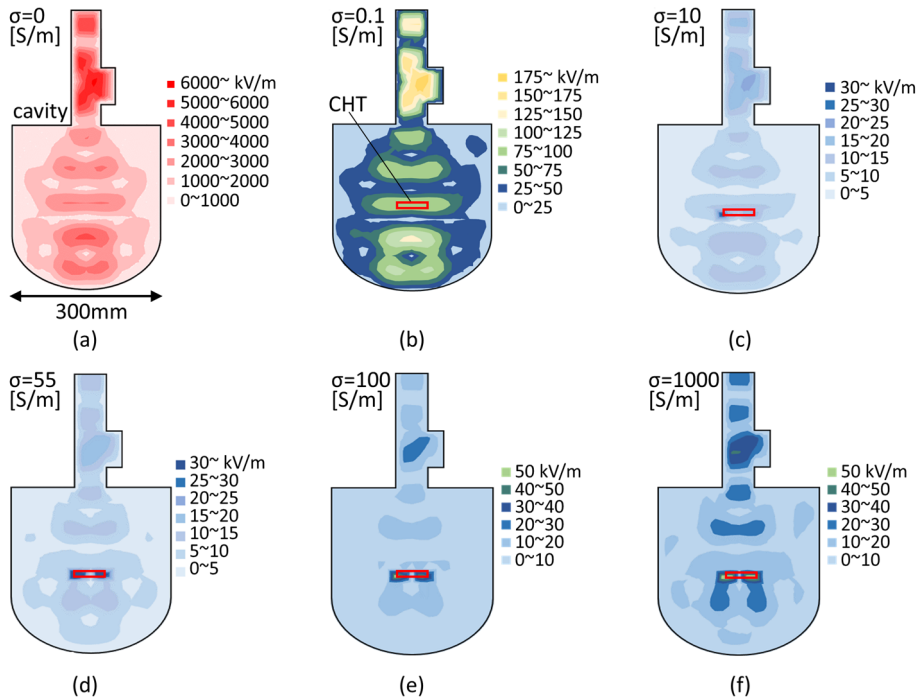 σ=0
[S/m]
cavity
6000~ kV/m
5000~6000
4000~5000
3000~4000
2000~3000
1000~2000
0~1000
300mm
(a)
σ=0.1
[S/m]
CHT
175~ kV/m
150~175
125~150
100~125
75~100
50~75
25~50
0~25
(b)
σ=10
[S/m]
30~ kV/m
25~30
20~25
15~20
10~15
5~10
0~5
(c)
σ=55
[S/m]
30~ kV/m
25~30
20~25
15~20
10~15
5~10
0~5
(d)
σ=100
[S/m]
50 kV/m
40~50
30~40
20~30
10~20
0~10
(e)
σ=1000
[S/m]
50 kV/m
40~50
30~40
20~30
10~20
0~10
(f)